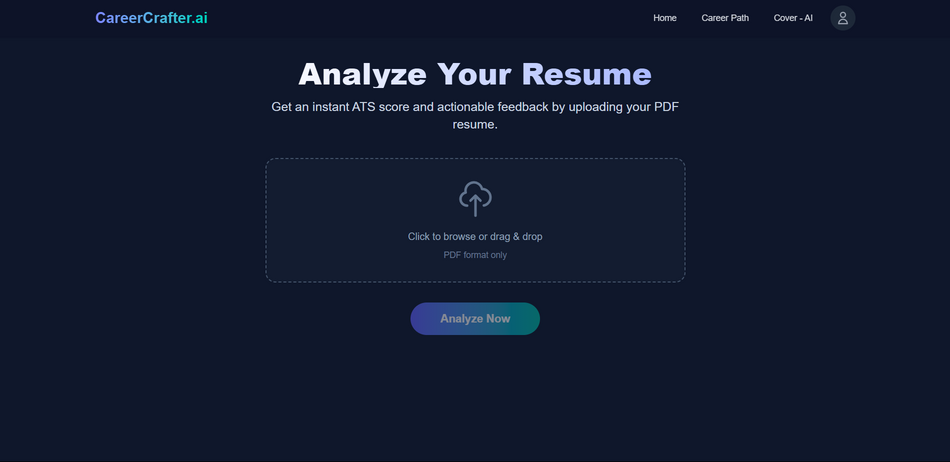 CareerCrafter.ai
Home
Career Path
Cover - AI
Analyze Your Resume
Get an instant ATS score and actionable feedback by uploading your PDF
resume.
Click to browse or drag & drop
PDF format only
Analyze Now